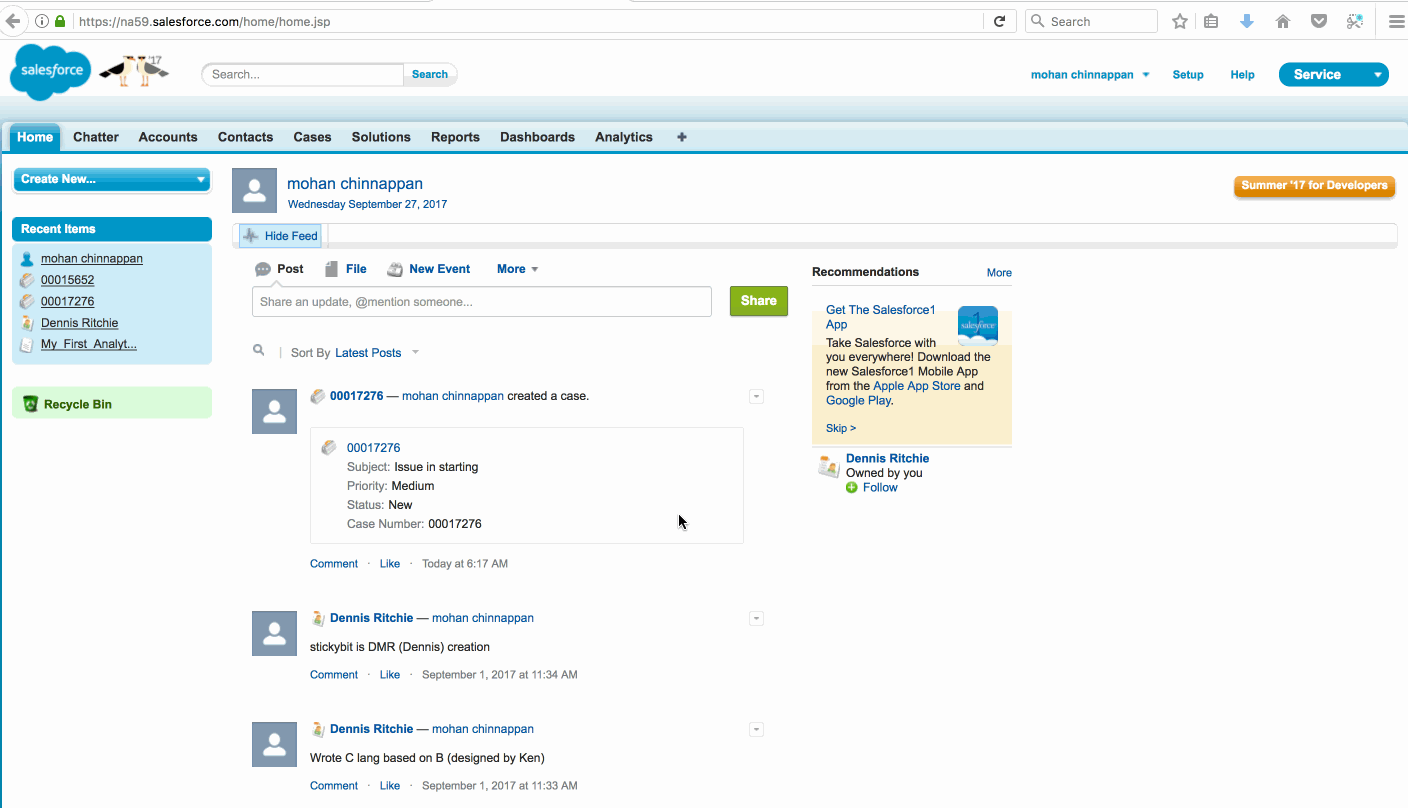 https://na59.salesforce.com/home/home.jsp
Search
salesforce
'17
Search...
Search
mohan chinnappan
Setup
Help
Service
Home
Chatter
Accounts
Contacts
Cases
Solutions
Reports
Dashboards
Analytics
Create New...
Recent Items
mohan chinnappan
00015652
00017276
Dennis Ritchie
My_First_Analyt...
Recycle Bin
mohan chinnappan
Wednesday September 27, 2017
Summer '17 for Developers
Hide Feed
Post
File
New Event
More
Share an update, @mention someone...
Share
Sort By Latest Posts
00017276 — mohan chinnappan created a case.
00017276
Subject: Issue in starting
Priority: Medium
Status: New
Case Number: 00017276
Comment · Like · Today at 6:17 AM
Dennis Ritchie — mohan chinnappan
stickybit is DMR (Dennis) creation
Comment · Like · September 1, 2017 at 11:34 AM
Dennis Ritchie — mohan chinnappan
Wrote C lang based on B (designed by Ken)
Comment · Like · September 1, 2017 at 11:33 AM
Recommendations
More
Get The Salesforce1
App
1
salesforce
Take Salesforce with
you everywhere! Download the
new Salesforce1 Mobile App
from the Apple App Store and
Google Play.
Skip >
Dennis Ritchie
Owned by you
Follow